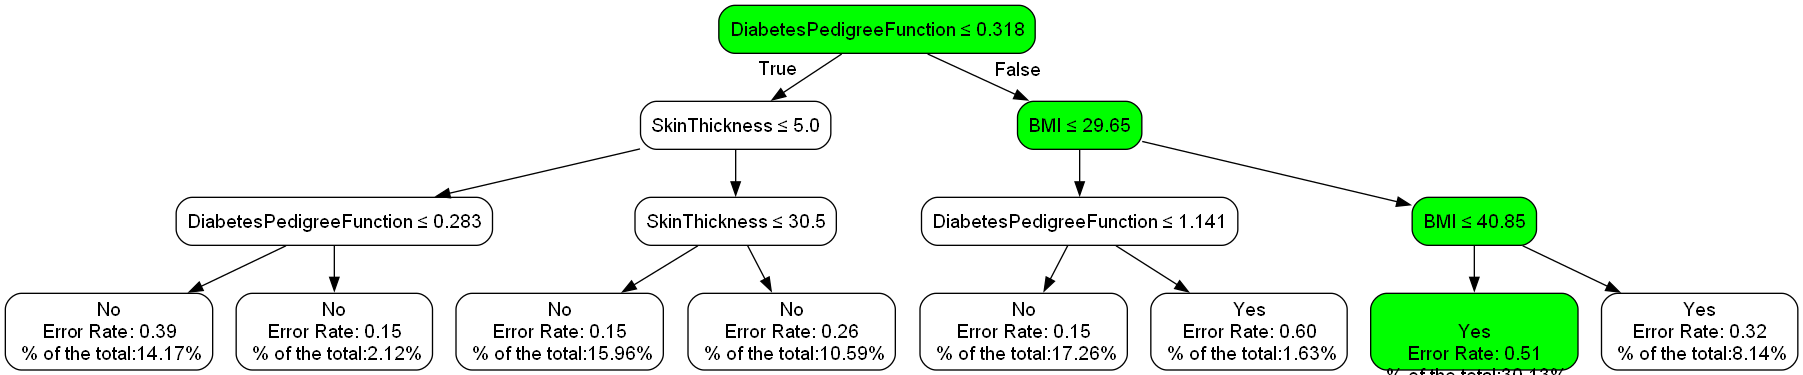 DiabetesPedigreeFunction ≤ 0.318
True
False
SkinThickness ≤ 5.0
BMI ≤ 29.65
DiabetesPedigreeFunction ≤ 0.283
SkinThickness ≤ 30.5
DiabetesPedigreeFunction ≤ 1.141
BMI ≤ 40.85
No
Error Rate: 0.39
% of the total:14.17%
No
Error Rate: 0.15
% of the total:2.12%
No
Error Rate: 0.15
% of the total:15.96%
No
Error Rate: 0.26
% of the total:10.59%
No
Error Rate: 0.15
% of the total:17.26%
Yes
Error Rate: 0.60
% of the total:1.63%
Yes
Error Rate: 0.51
% of the total:30.13%
Yes
Error Rate: 0.32
% of the total:8.14%